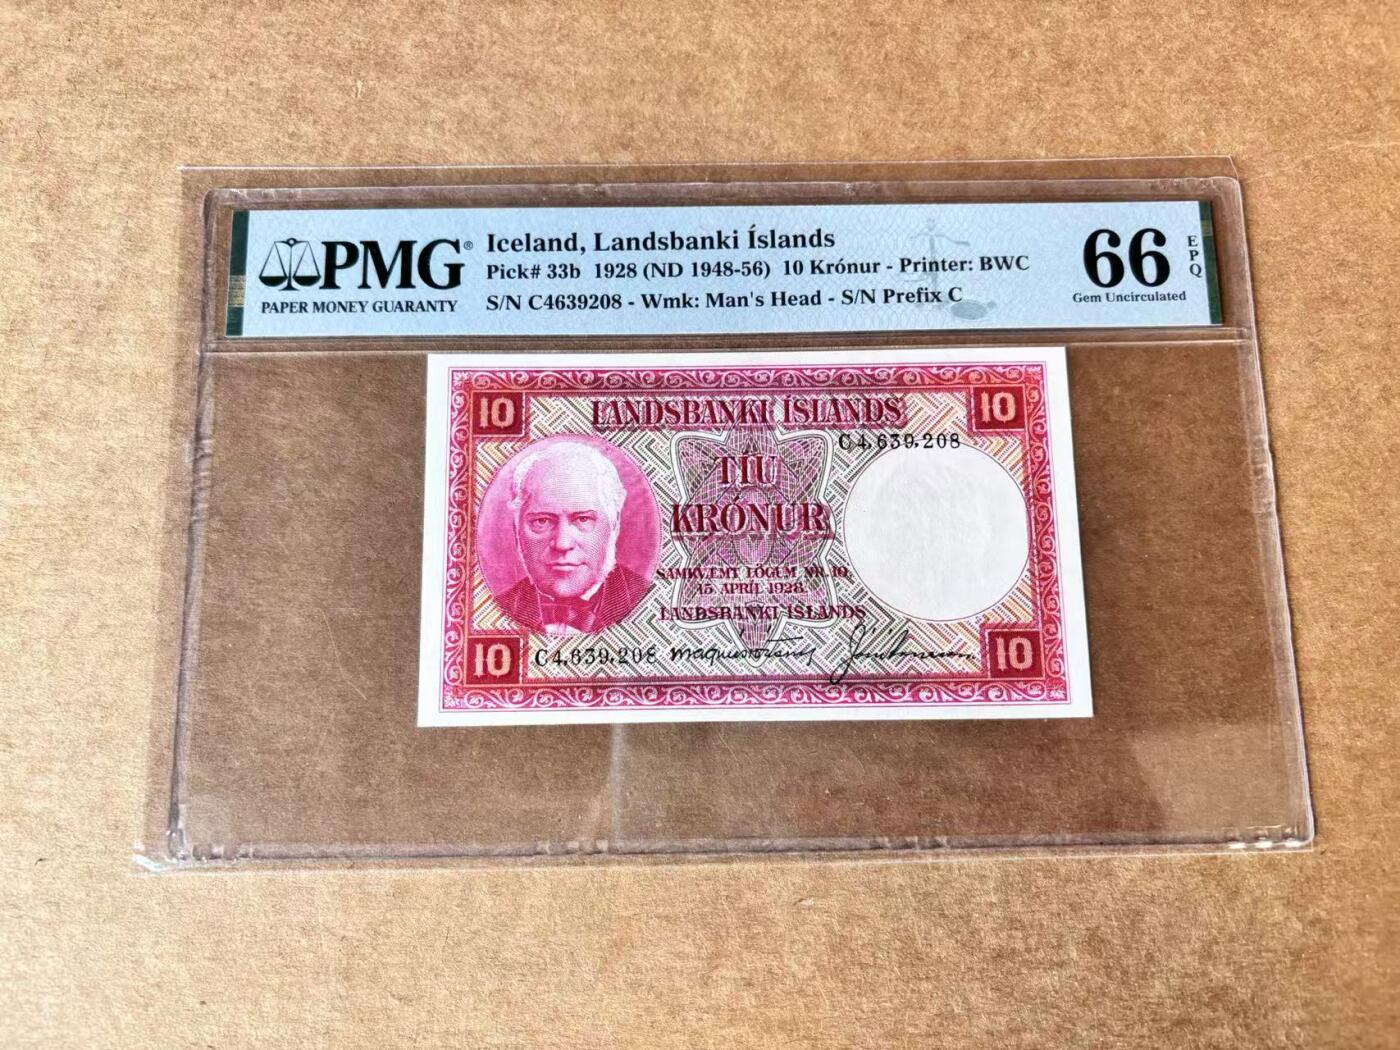 PMG®
PAPER MONEY GUARANTY
Iceland, Landsbanki Íslands
Pick# 33b 1928 (ND 1948-56) 10 Krónur - Printer: BWC
S/N C4639208 - Wmk: Man's Head - S/N Prefix C
66
EPQ
Gem Uncirculated
10
LANDSBANKI ÍSLANDS
10
C4,639,208
TÍU
KRÓNUR
SAMKVÆMT LÖGUM NR. 10,
15. APRÍL 1928
LANDSBANKI ÍSLANDS
10
C4,639,208
10